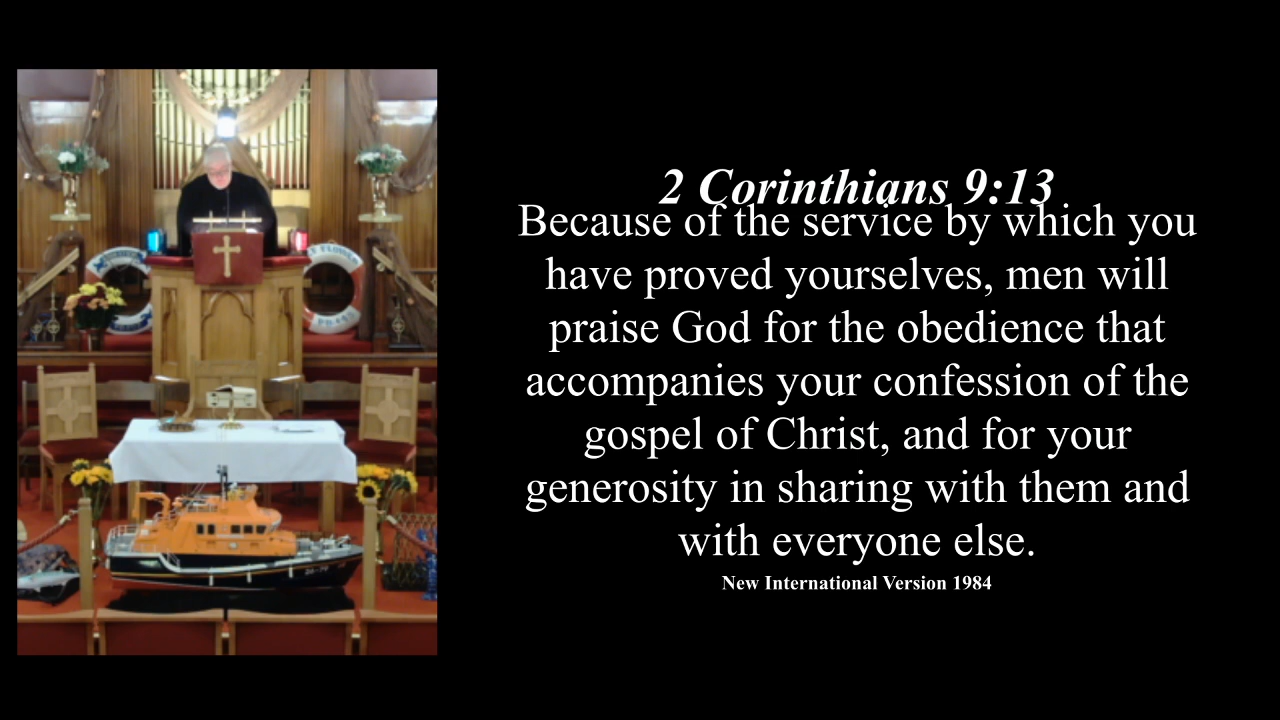 2 Corinthians 9:13
Because of the service by which you
have proved yourselves, men will
praise God for the obedience that
accompanies your confession of the
gospel of Christ, and for your
generosity in sharing with them and
with everyone else.
New International Version 1984